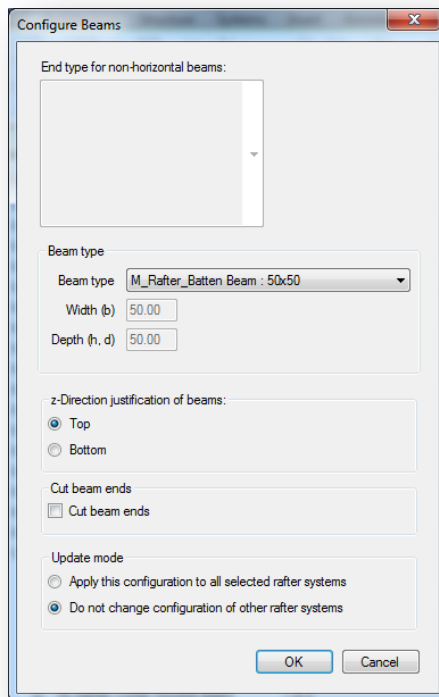 Configure Beams
End type for non-horizontal beams:
Beam type
Beam type M_Rafter_Batten Beam : 50x50
Width (b) 50.00
Depth (h, d) 50.00
z-Direction justification of beams:
Top
Bottom
Cut beam ends
Cut beam ends
Update mode
Apply this configuration to all selected rafter systems
Do not change configuration of other rafter systems
OK Cancel